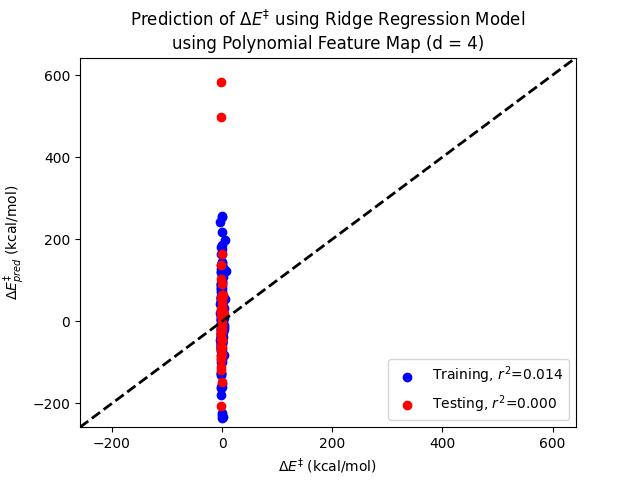 Prediction of ΔE‡ using Ridge Regression Model
using Polynomial Feature Map (d = 4)
600
400
200
0
−200
ΔE‡pred (kcal/mol)
Training, r²=0.014
Testing, r²=0.000
−200
0
200
400
600
ΔE‡ (kcal/mol)